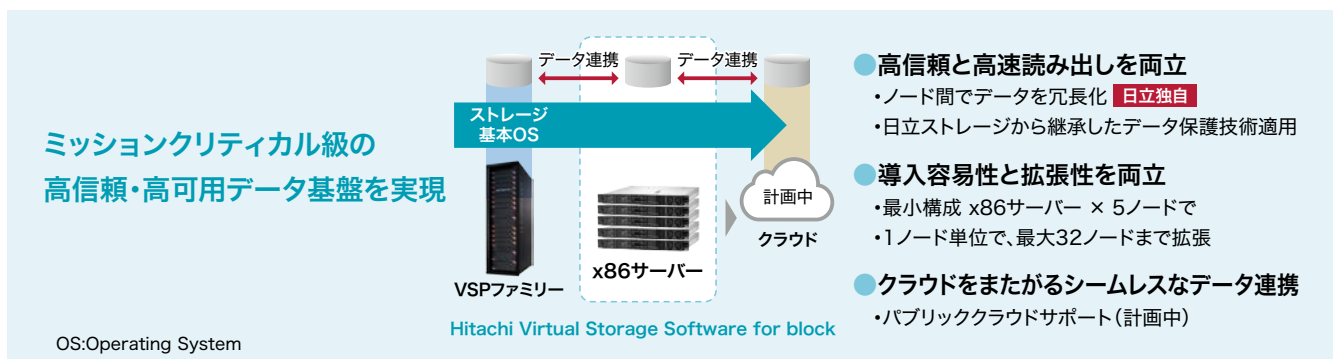 ミッションクリティカル級の
高信頼・高可用データ基盤を実現
OS:Operating System
データ連携
データ連携
ストレージ
基本OS
計画中
クラウド
x86サーバー
VSPファミリー
Hitachi Virtual Storage Software for block
●高信頼と高速読み出しを両立
・ノード間でデータを冗長化 日立独自
・日立ストレージから継承したデータ保護技術適用
●導入容易性と拡張性を両立
・最小構成 x86サーバー × 5ノードで
・1ノード単位で、最大32ノードまで拡張
●クラウドをまたがるシームレスなデータ連携
・パブリッククラウドサポート(計画中)